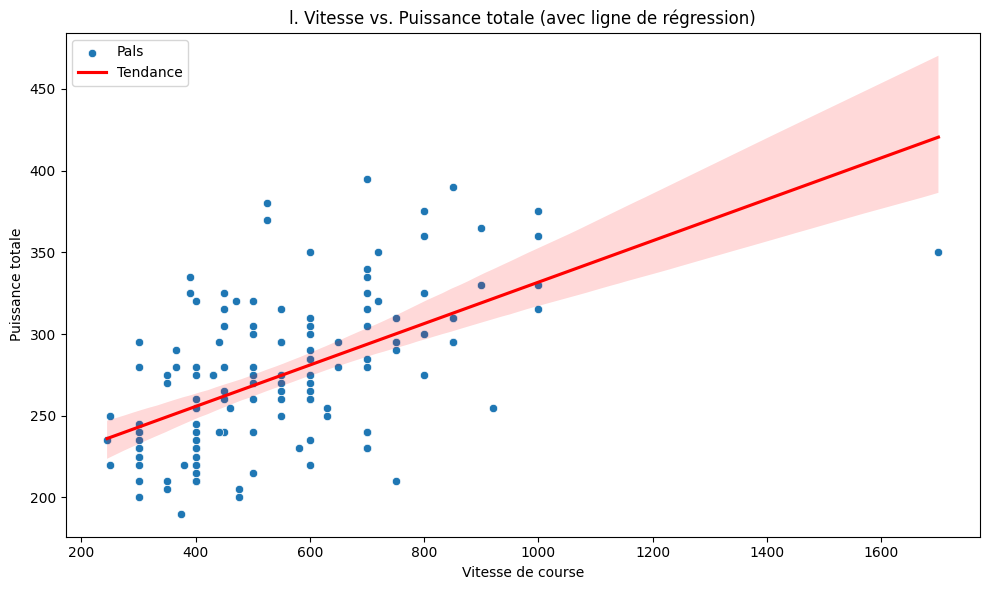 l. Vitesse vs. Puissance totale (avec ligne de régression)
Pals
Tendance
Puissance totale
450
400
350
300
250
200
200
400
600
800
1000
1200
1400
1600
Vitesse de course